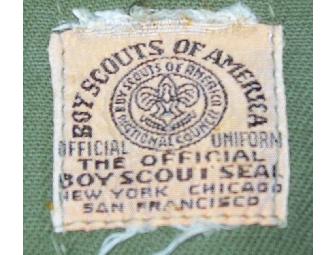 BOY SCOUTS OF AMERICA
BOY SCOUTS OF AMERICA
NATIONAL COUNCIL
OFFICIAL UNIFORM
THE OFFICIAL
BOY SCOUT SEAL
NEW YORK CHICAGO
SAN FRANCISCO